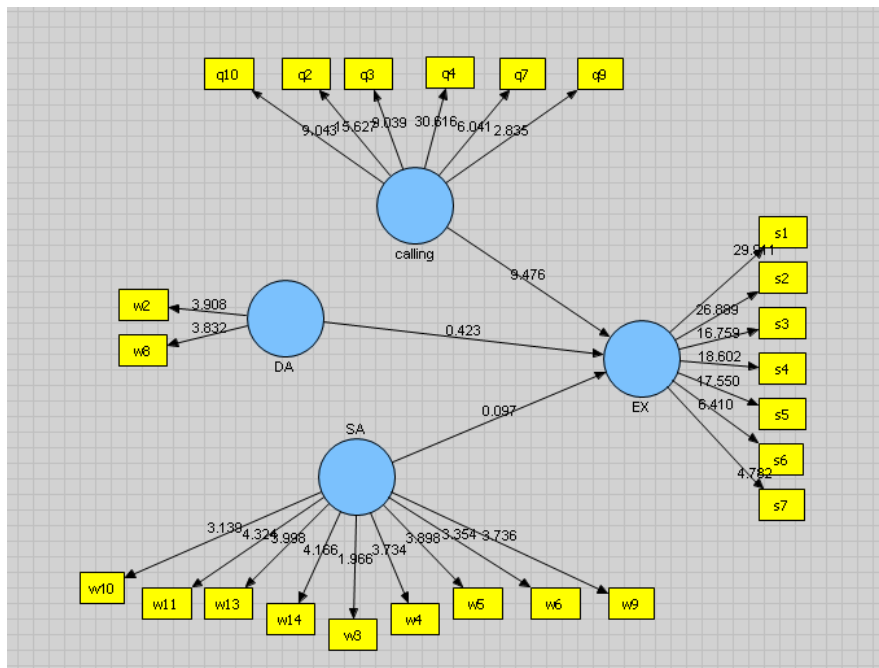 q10 q2 q3 q4 q7 q9
9.043 15.627 9.039 30.616 6.041 2.835
calling
s1
29.911
s2
9.476
26.889
s3
w2 3.908
16.759
3.832
0.423
18.602
s4
w8
DA
17.550
EX
6.410
s5
0.097
SA
s6
4.782
s7
3.139 4.324 3.998 4.166 1.966 3.734 3.898 3.354 3.736
w10 w11 w13 w14 w3 w4 w5 w6 w9